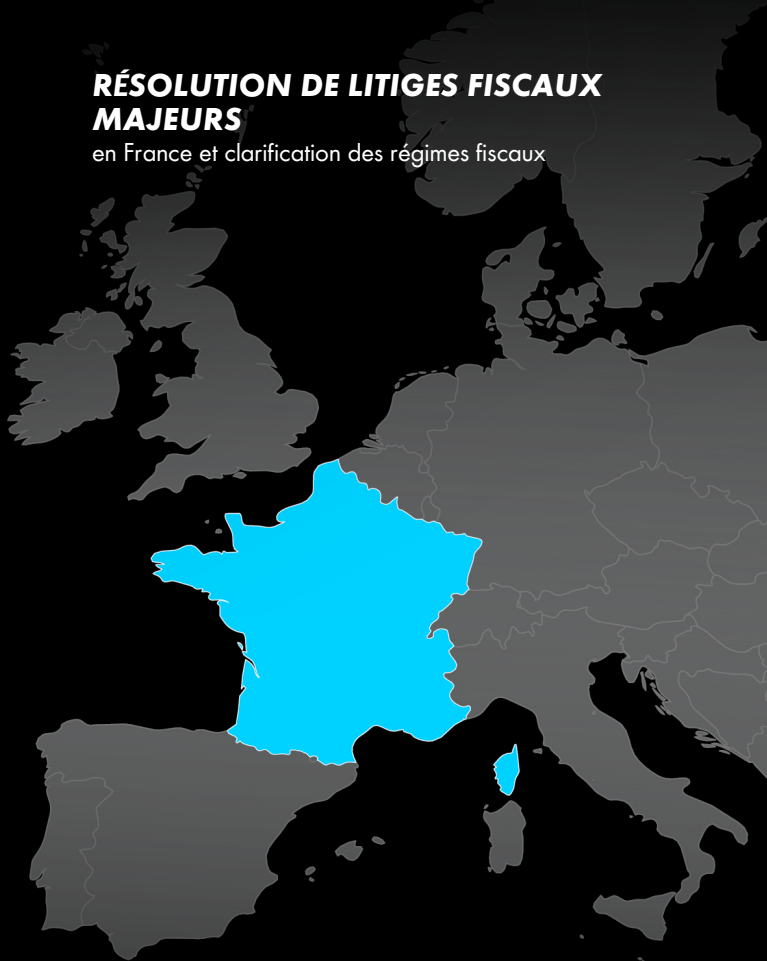 RÉSOLUTION DE LITIGES FISCAUX
MAJEURS
en France et clarification des régimes fiscaux